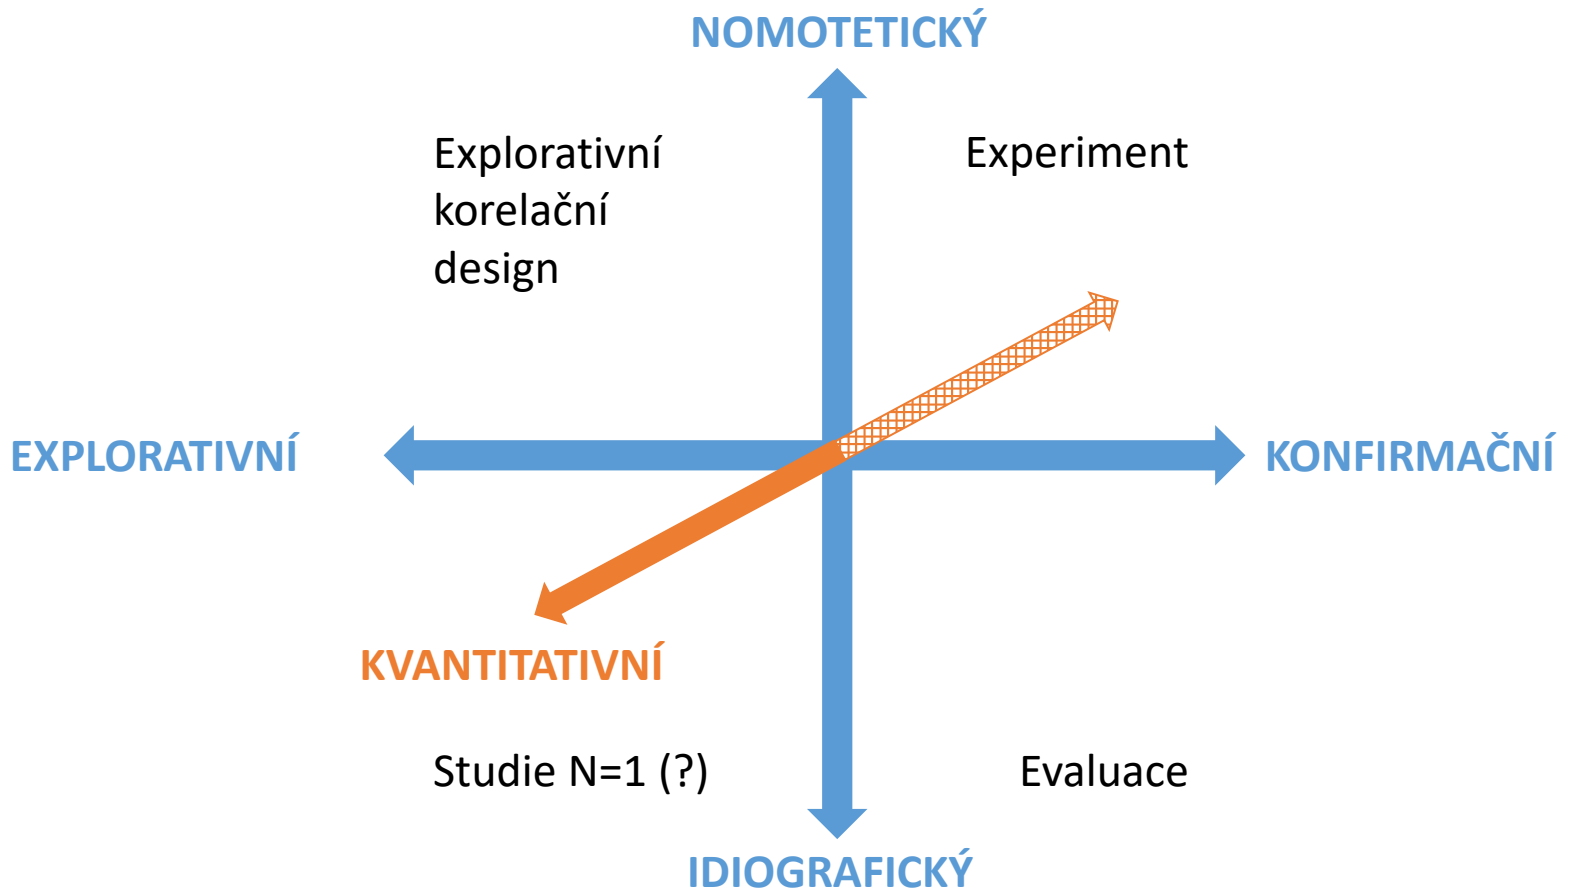 NOMOTETICKÝ
Explorativní
korelační
design
Experiment
EXPLORATIVNÍ
KONFIRMAČNÍ
KVANTITATIVNÍ
Studie N=1 (?)
Evaluace
IDIOGRAFICKÝ